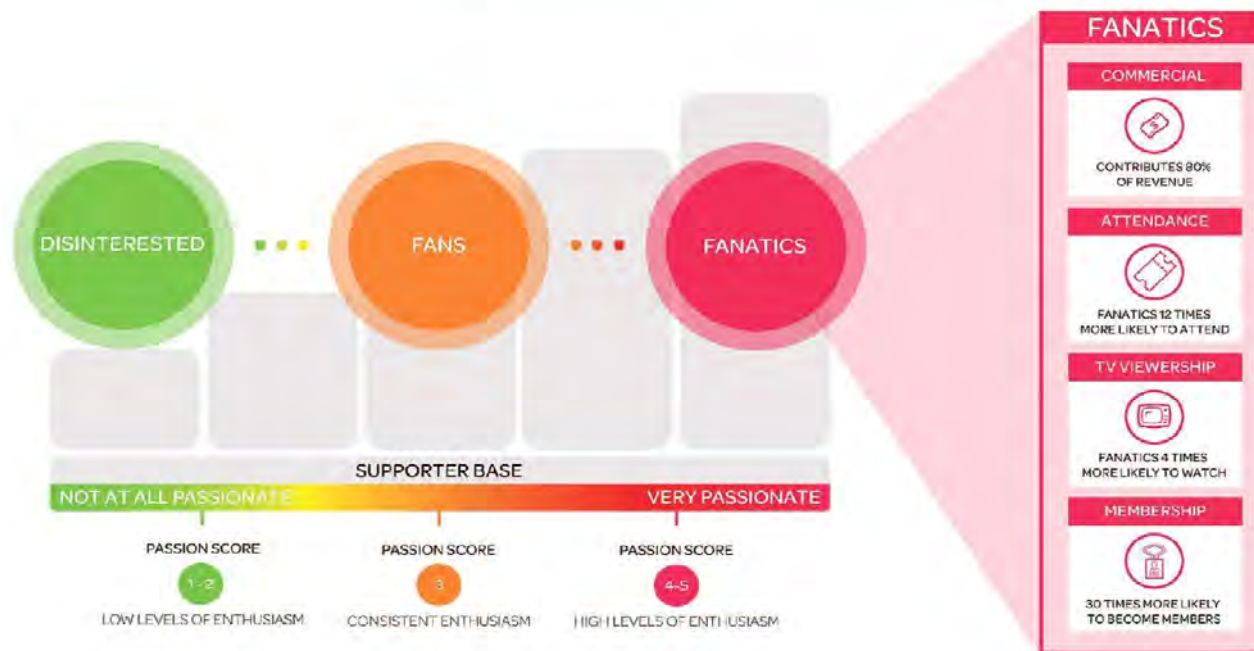 DISINTERESTED
FANS
FANATICS
SUPPORTER BASE
NOT AT ALL PASSIONATE
VERY PASSIONATE
PASSION SCORE
1-2
LOW LEVELS OF ENTHUSIASM
PASSION SCORE
3
CONSISTENT ENTHUSIASM
PASSION SCORE
4-5
HIGH LEVELS OF ENTHUSIASM
FANATICS
COMMERCIAL
CONTRIBUTES 80%
OF REVENUE
ATTENDANCE
FANATICS 12 TIMES
MORE LIKELY TO ATTEND
TV VIEWERSHIP
FANATICS 4 TIMES
MORE LIKELY TO WATCH
MEMBERSHIP
30 TIMES MORE LIKELY
TO BECOME MEMBERS